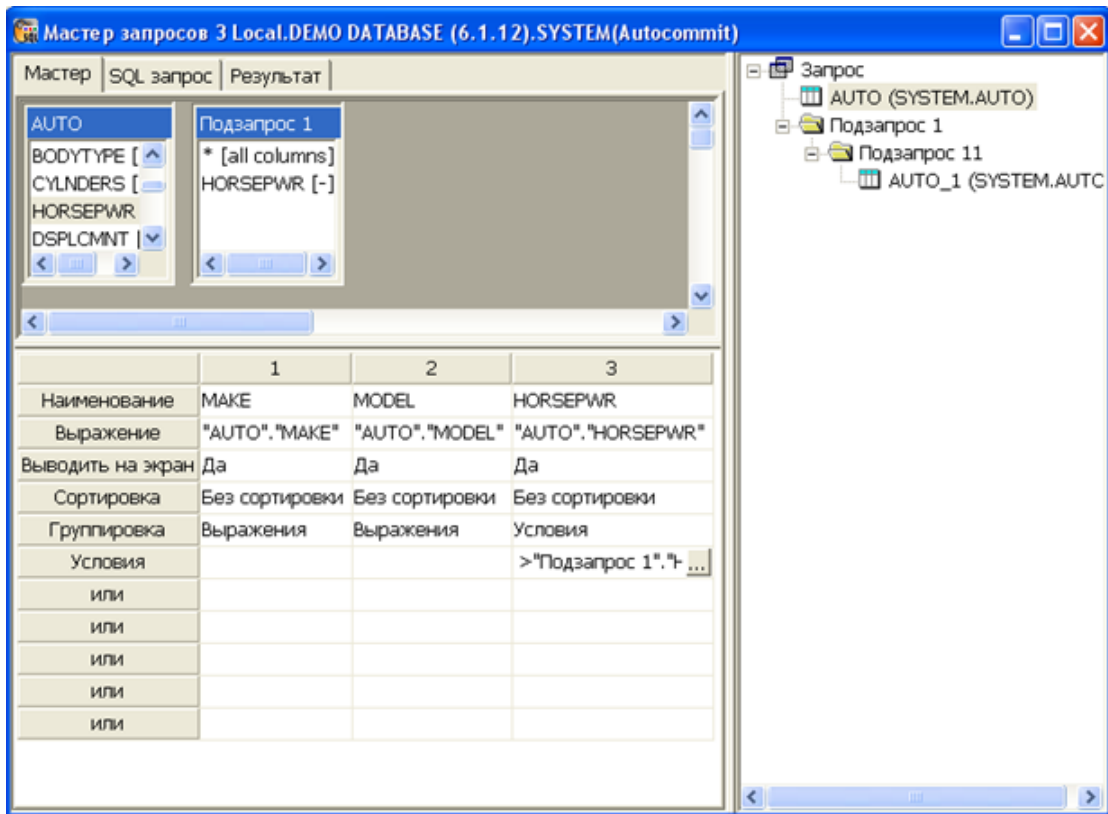 Мастер запросов 3 Local.DEMO DATABASE (6.1.12).SYSTEM(Autocommit)
Мастер SQL запрос Результат
AUTO
BODYTYPE [
CYLNDERS [
HORSEPWR
DSPLCMNT [
Подзапрос 1
* [all columns]
HORSEPWR [-]
1 2 3
Наименование MAKE MODEL HORSEPWR
Выражение "AUTO"."MAKE" "AUTO"."MODEL" "AUTO"."HORSEPWR"
Выводить на экран Да Да Да
Сортировка Без сортировки Без сортировки Без сортировки
Группировка Выражения Выражения Условия
Условия >"Подзапрос 1"."H ...
или
или
или
или
или
Запрос
AUTO (SYSTEM.AUTO)
Подзапрос 1
Подзапрос 11
AUTO_1 (SYSTEM.AUTO